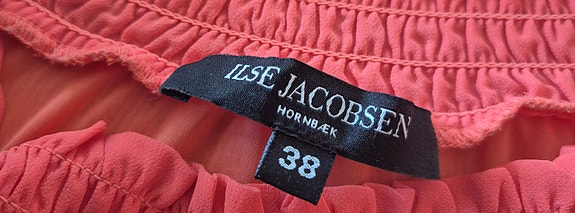 ILSE JACOBSEN
HORNBÆK
38